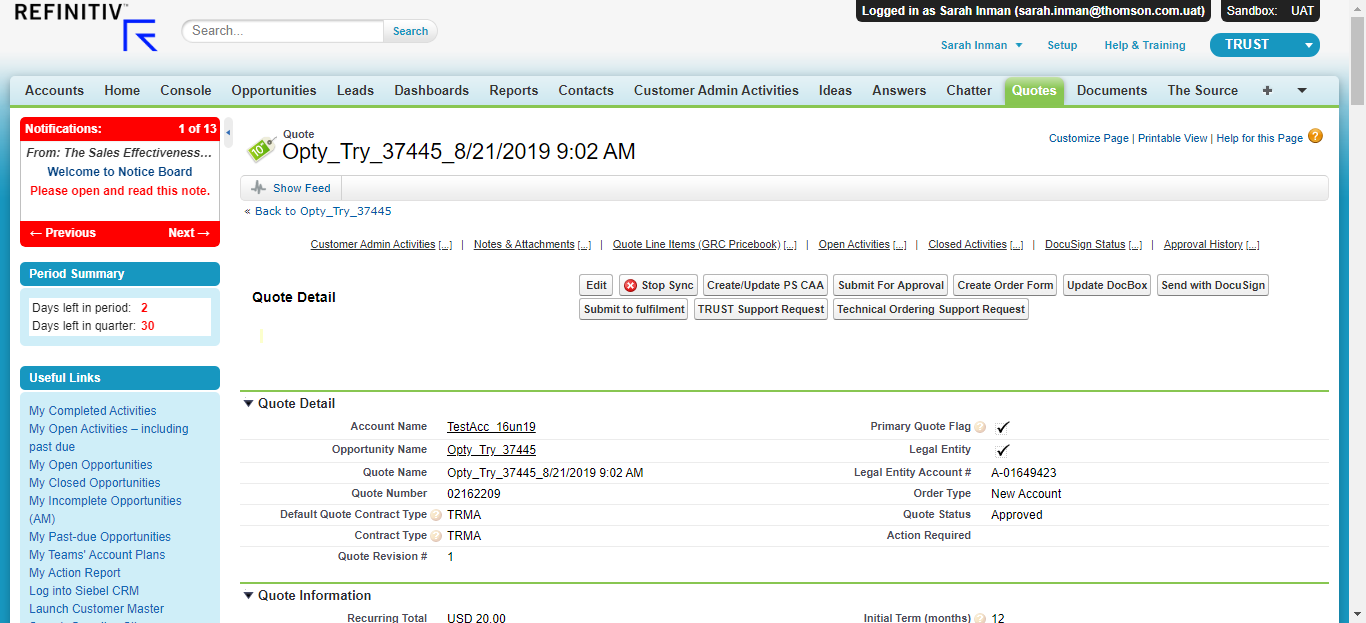 REFINITIV™
Search...
Search
Logged in as Sarah Inman (sarah.inman@thomson.com.uat)
Sandbox: UAT
Sarah Inman
Setup
Help & Training
TRUST
Accounts Home Console Opportunities Leads Dashboards Reports Contacts Customer Admin Activities Ideas Answers Chatter Quotes Documents The Source +
Notifications: 1 of 13
From: The Sales Effectiveness...
Welcome to Notice Board
Please open and read this note.
← Previous Next →
Period Summary
Days left in period: 2
Days left in quarter: 30
Useful Links
My Completed Activities
My Open Activities – including
past due
My Open Opportunities
My Closed Opportunities
My Incomplete Opportunities
(AM)
My Past-due Opportunities
My Teams' Account Plans
My Action Report
Log into Siebel CRM
Launch Customer Master
Quote
Opty_Try_37445_8/21/2019 9:02 AM
Customize Page | Printable View | Help for this Page ?
Show Feed
« Back to Opty_Try_37445
Customer Admin Activities [...] | Notes & Attachments [...] | Quote Line Items (GRC Pricebook) [...] | Open Activities [...] | Closed Activities [...] | DocuSign Status [...] | Approval History [...]
Quote Detail
Edit Stop Sync Create/Update PS CAA Submit For Approval Create Order Form Update DocBox Send with DocuSign
Submit to fulfilment TRUST Support Request Technical Ordering Support Request
Quote Detail
Account Name TestAcc_16un19 Primary Quote Flag ?
Opportunity Name Opty_Try_37445 Legal Entity
Quote Name Opty_Try_37445_8/21/2019 9:02 AM Legal Entity Account # A-01649423
Quote Number 02162209 Order Type New Account
Default Quote Contract Type ? TRMA Quote Status Approved
Contract Type ? TRMA Action Required
Quote Revision # 1
Quote Information
Recurring Total USD 20.00 Initial Term (months) ? 12